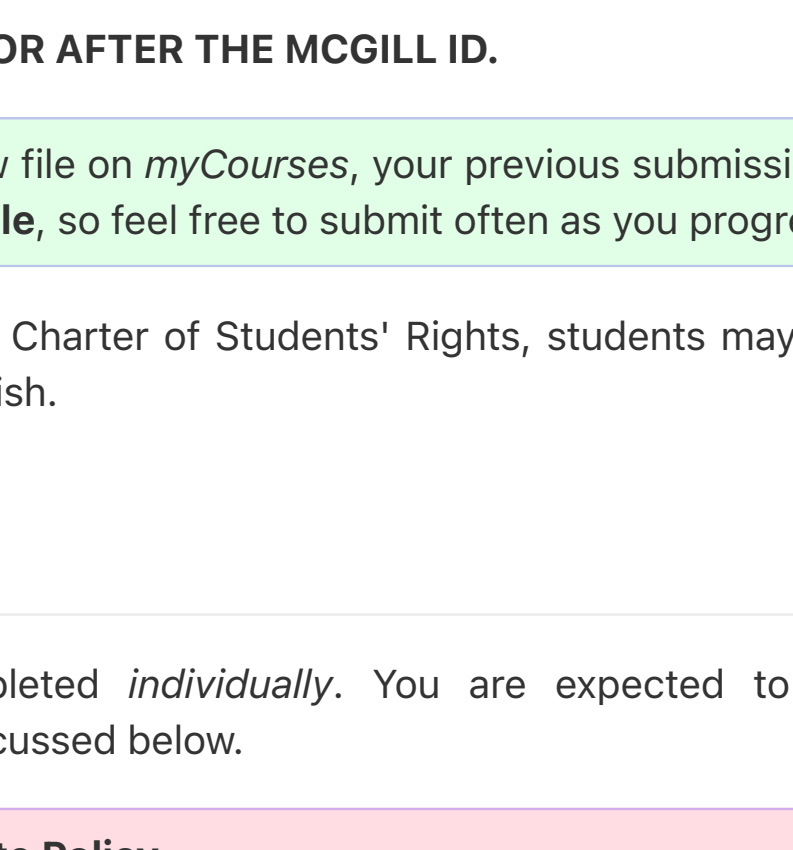 OR AFTER THE MCGILL ID.
file on myCourses, your previous submissi
le, so feel free to submit often as you progr
Charter of Students' Rights, students may
ish.
pleted individually. You are expected to
cussed below.
Policy